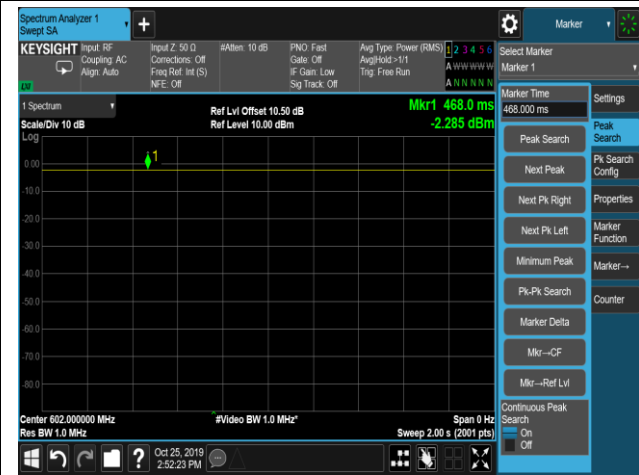 Spectrum Analyzer 1
Swept SA
Marker
KEYSIGHT
Input: RF
Coupling: AC
Align: Auto
Input Z: 50 Ω
Corrections: Off
Freq Ref: Int (S)
NFE: Off
#Atten: 10 dB
PNO: Fast
Gate: Off
IF Gain: Low
Sig Track: Off
Avg Type: Power (RMS)
Avg|Hold:>1/1
Trig: Free Run
1 2 3 4 5 6
A W W W W W
A N N N N N
LXI
Select Marker
Marker 1
1 Spectrum
Scale/Div 10 dB
Log
Ref Lvl Offset 10.50 dB
Ref Level 10.00 dBm
Mkr1 468.0 ms
-2.285 dBm
1
0.00
-10.0
-20.0
-30.0
-40.0
-50.0
-60.0
-70.0
-80.0
Center 602.000000 MHz
Res BW 1.0 MHz
#Video BW 1.0 MHz*
Span 0 Hz
Sweep 2.00 s (2001 pts)
Marker Time
468.000 ms
Peak Search
Next Peak
Next Pk Right
Next Pk Left
Minimum Peak
Pk-Pk Search
Marker Delta
Mkr→CF
Mkr→Ref Lvl
Continuous Peak
Search
On
Off
Settings
Peak
Search
Pk Search
Config
Properties
Marker
Function
Marker→
Counter
Oct 25, 2019
2:52:23 PM